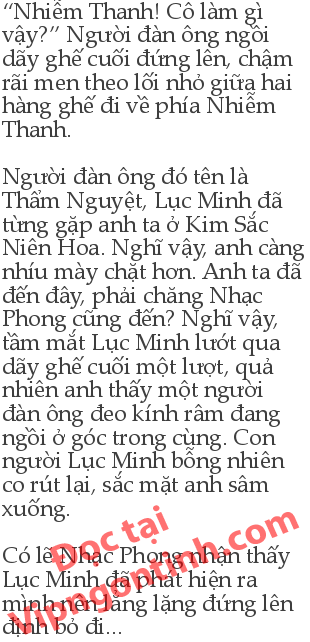 “Nhiễm Thanh! Cô làm gì
vậy?” Người đàn ông ngồi
dãy ghế cuối đứng lên, chậm
rãi men theo lối nhỏ giữa hai
hàng ghế đi về phía Nhiễm
Thanh.
Người đàn ông đó tên là
Thẩm Nguyệt, Lục Minh đã
từng gặp anh ta ở Kim Sắc
Niên Hoa. Nghĩ vậy, anh càng
nhíu mày chặt hơn. Anh ta đã
đến đây, phải chăng Nhạc
Phong cũng đến? Nghĩ vậy,
tầm mắt Lục Minh lướt qua
dãy ghế cuối một lượt, quả
nhiên anh thấy một người
đàn ông đeo kính râm đang
ngồi ở góc trong cùng. Con
người Lục Minh bỗng nhiên
co rút lại, sắc mặt anh sâm
xuống.
Có lẽ Nhạc Phong nhận thấy
Lục Minh đã phát hiện ra
mình nên lẳng lặng đứng lên
định bỏ đi...
Đọc tại
Vipngontinh.com